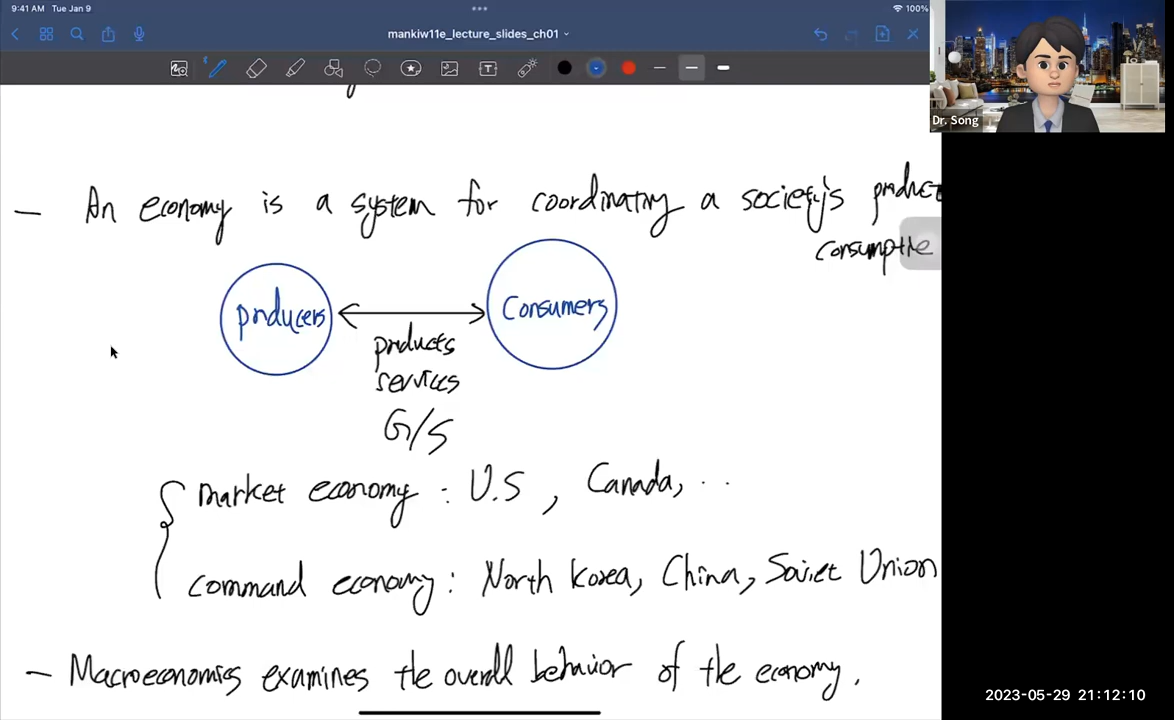 9:41 AM Tue Jan 9
100%
mankiw11e_lecture_slides_ch01
Dr. Song
— An economy is a system for coordinating a society's product
consumptive
producers
Consumers
products
services
G/S
market economy : U.S , Canada, ..
command economy : North Korea, China, Soviet Union
— Macroeconomics examines the overall behavior of the economy.
2023-05-29 21:12:10